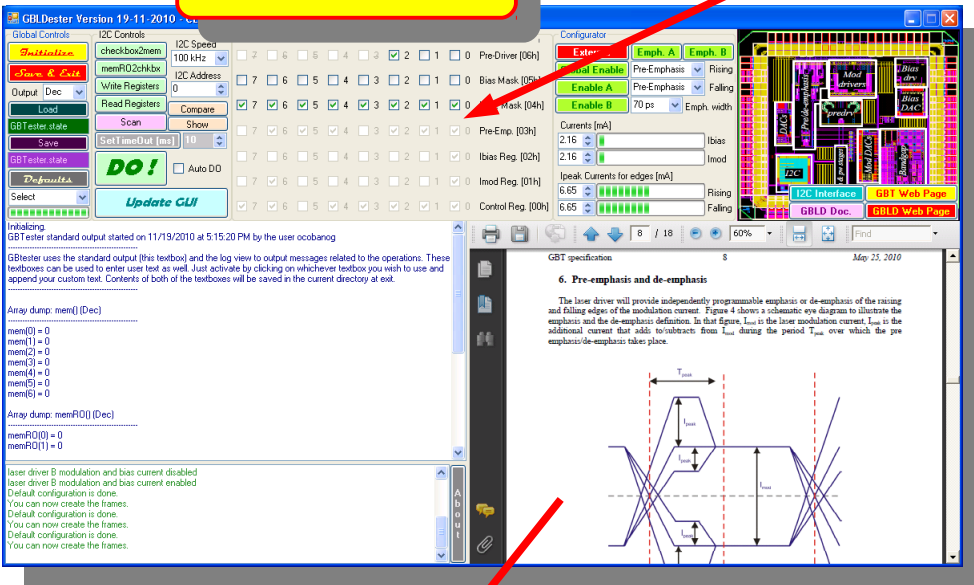 GBLDester Version 19-11-2010 - GB
Global Controls
Initialize
Save & Exit
Output Dec
Load
GBTester.state
Save
GBTester.state
Defaults
Select
I2C Controls
checkbox2mem
memRO2chkbx
Write Registers
Read Registers
Scan
SetTimeOut [ms] 10
DO !
Auto DO
Update GUI
I2C Speed
100 kHz
I2C Address
0
Compare
Show
7 6 5 4 3 2 1 0 Pre-Driver [06h]
7 6 5 4 3 2 1 0 Bias Mask [05h]
7 6 5 4 3 2 1 0 Mask [04h]
7 6 5 4 3 2 1 0 Pre-Emp. [03h]
7 6 5 4 3 2 1 0 Ibias Reg. [02h]
7 6 5 4 3 2 1 0 Imod Reg. [01h]
7 6 5 4 3 2 1 0 Control Reg. [00h]
Configurator
Extern Emph. A Emph. B
Global Enable Pre-Emphasis Rising
Enable A Pre-Emphasis Falling
Enable B 70 ps Emph. width
Currents [mA]
2.16 Ibias
2.16 Imod
Ipeak Currents for edges [mA]
6.65 Rising
6.65 Falling
Mod drivers
Bias drv
Bias DAC
Pre/de-emphasis
predrv
DACs
I2C
Mod DACs
Bandgap
I2C Interface GBT Web Page
GBLD Doc. GBLD Web Page
Initializing.
GBTester standard output started on 11/19/2010 at 5:15:20 PM by the user ocobanog
GBtester uses the standard output (this textbox) and the log view to output messages related to the operations. These
textboxes can be used to enter user text as well. Just activate by clicking on whichever textbox you wish to use and
append your custom text. Contents of both of the textboxes will be saved in the current directory at exit.
Array dump: mem() (Dec)
mem(0) = 0
mem(1) = 0
mem(2) = 0
mem(3) = 0
mem(4) = 0
mem(5) = 0
mem(6) = 0
Array dump: memRO() (Dec)
memRO(0) = 0
memRO(1) = 0
laser driver B modulation and bias current disabled
laser driver B modulation and bias current enabled
Default configuration is done.
You can now create the frames.
Default configuration is done.
You can now create the frames.
Default configuration is done.
You can now create the frames.
About
8 / 18 60% Find
GBT specification 8 May 25, 2010
6. Pre-emphasis and de-emphasis
The laser driver will provide independently programmable emphasis or de-emphasis of the raising
and falling edges of the modulation current. Figure 4 shows a schematic eye diagram to illustrate the
emphasis and the de-emphasis definition. In that figure, Imod is the laser modulation current, Ipeak is the
additional current that adds to/subtracts from Imod during the period Tpeak over which the pre
emphasis/de-emphasis takes place.
Tpeak
Ipeak
Ipeak
Imod
Ipeak